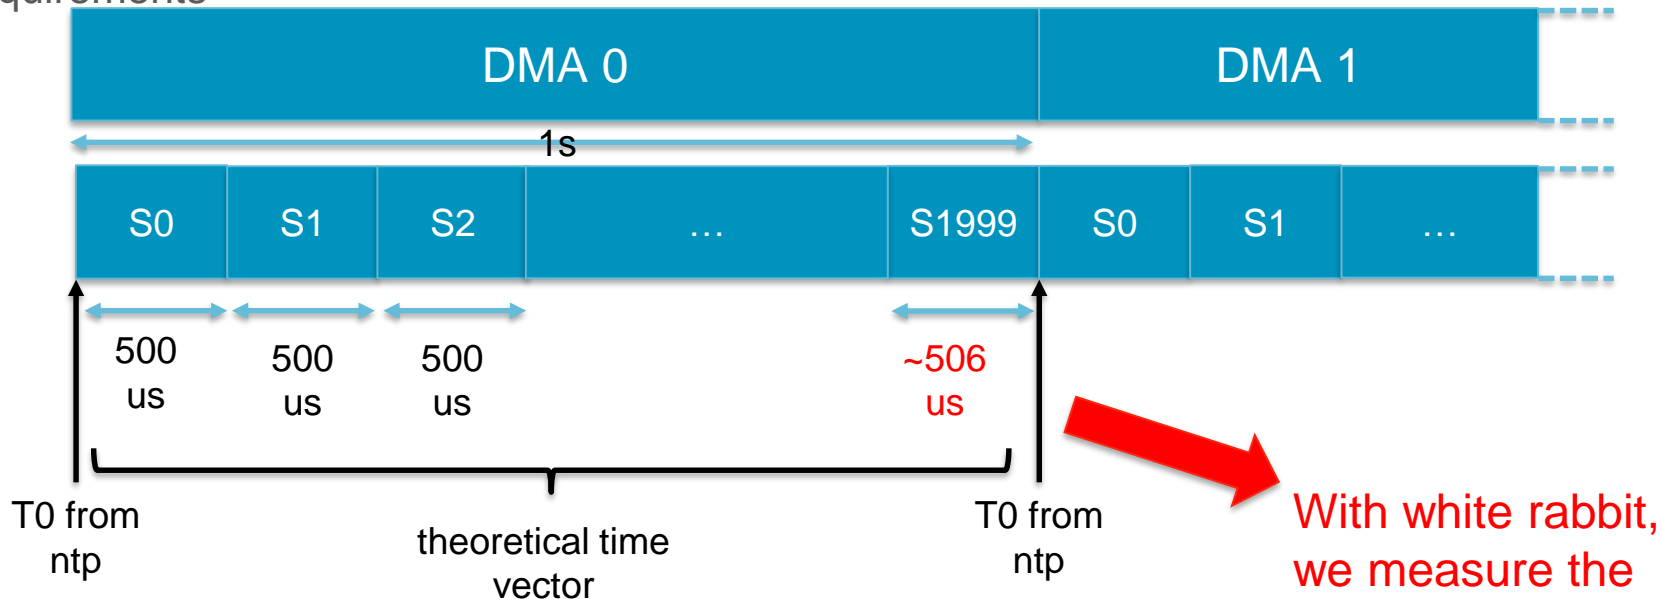 DMA 0
DMA 1
1s
S0
S1
S2
...
S1999
S0
S1
...
500
us
500
us
500
us
~506
us
T0 from
ntp
theoretical time
vector
T0 from
ntp
With white rabbit,
we measure the